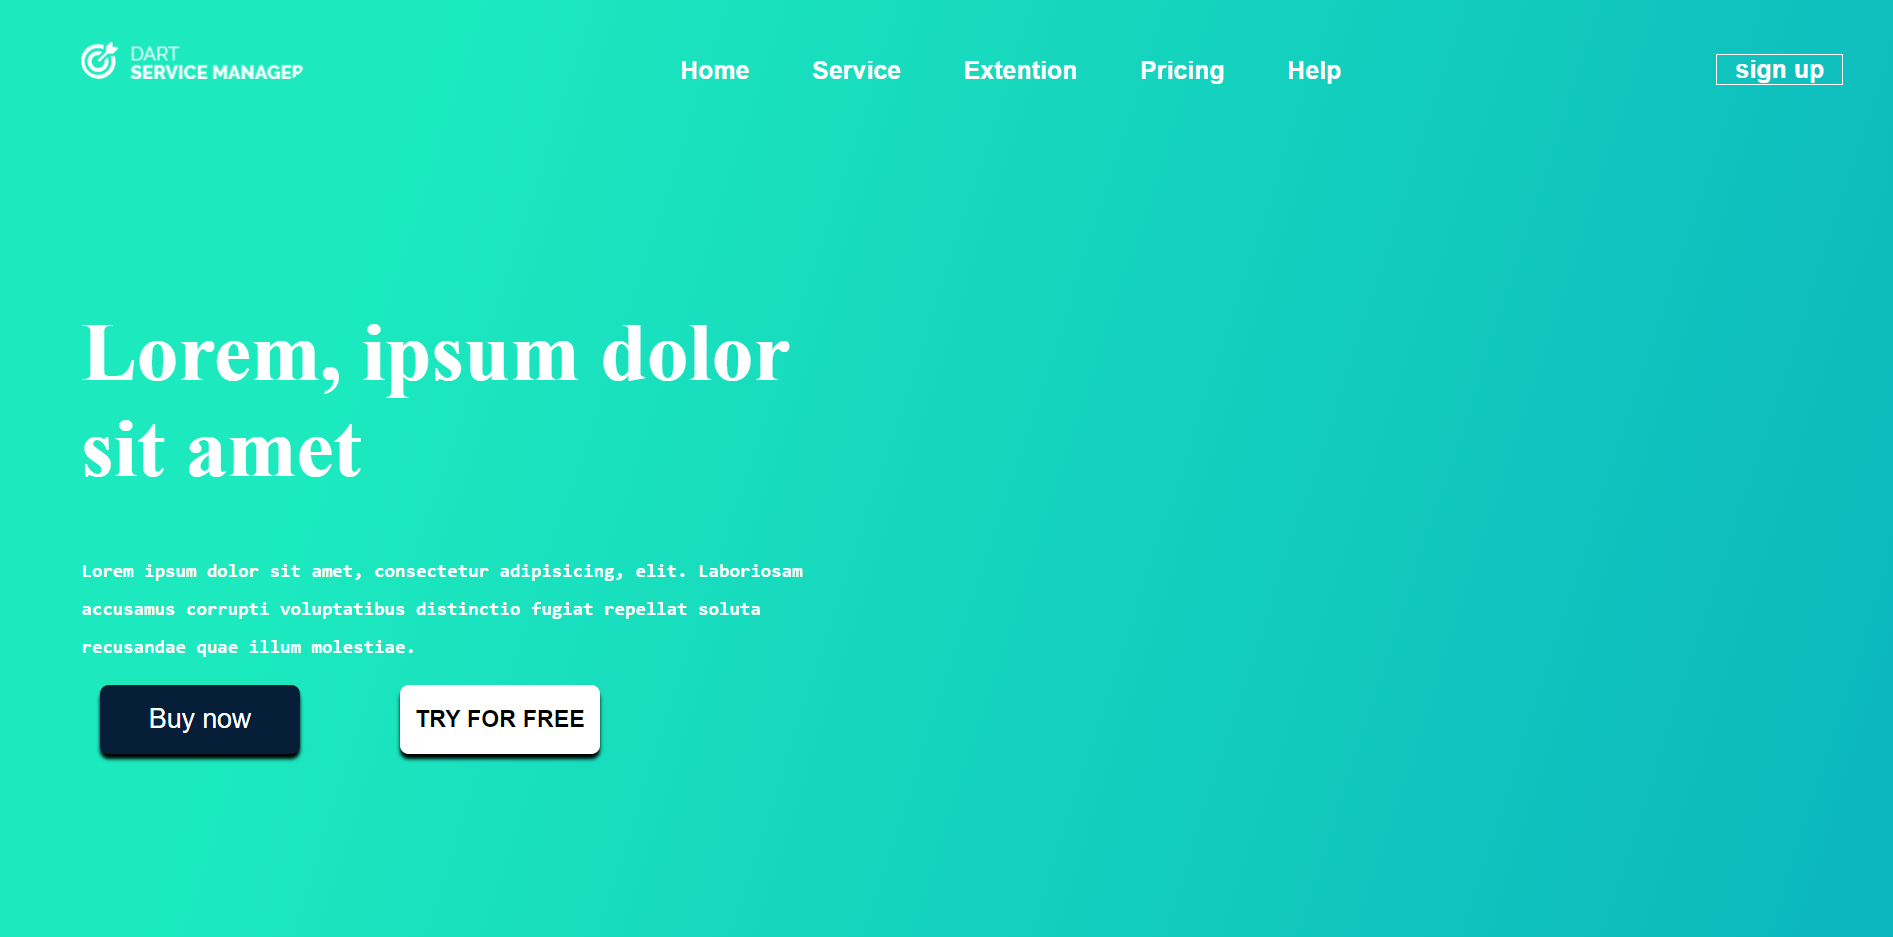 DART
SERVICE MANAGER
Home Service Extention Pricing Help
sign up
Lorem, ipsum dolor
sit amet
Lorem ipsum dolor sit amet, consectetur adipisicing, elit. Laboriosam
accusamus corrupti voluptatibus distinctio fugiat repellat soluta
recusandae quae illum molestiae.
Buy now
TRY FOR FREE